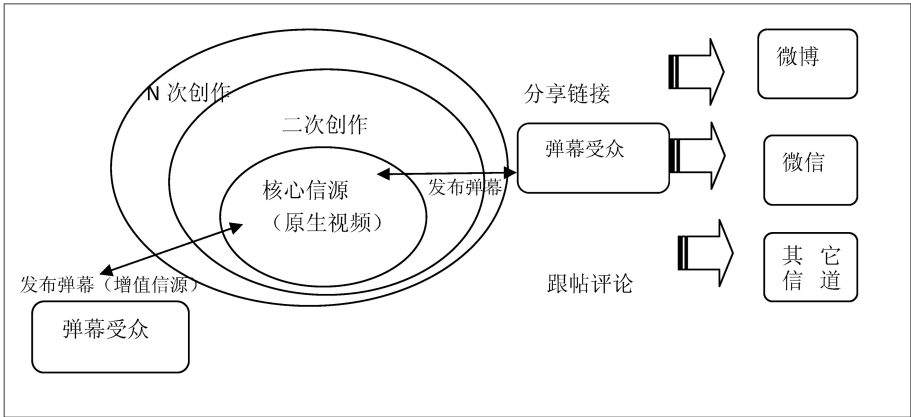 微博
N 次创作
分享链接
二次创作
弹幕受众
微信
核心信源
（原生视频）
发布弹幕
其 它
信 道
发布弹幕（增值信源）
跟帖评论
弹幕受众